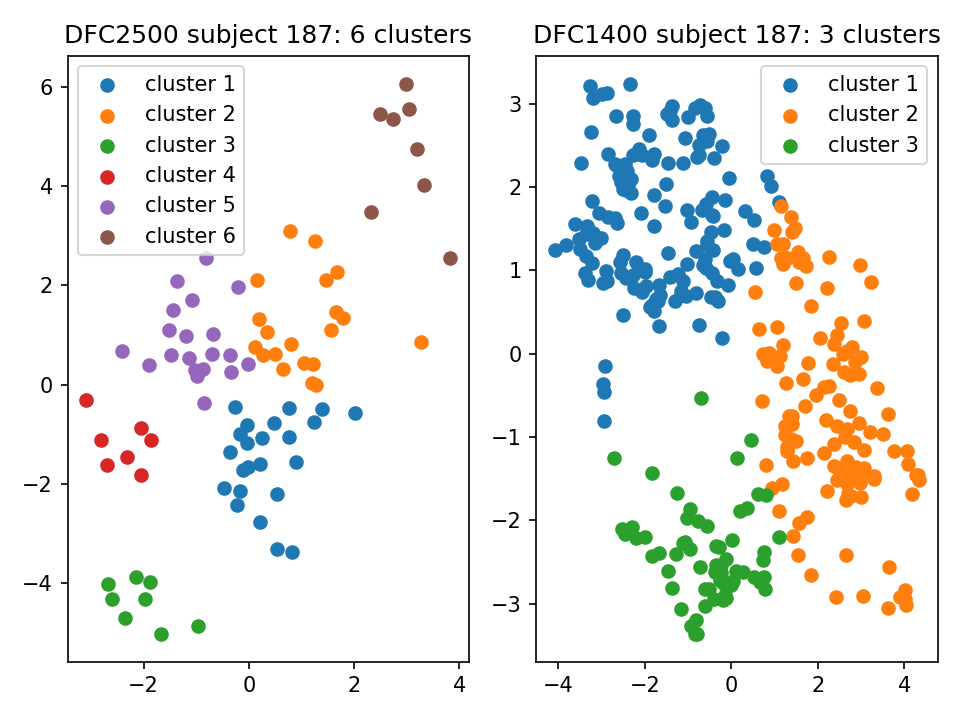 DFC2500 subject 187: 6 clusters
cluster 1
cluster 2
cluster 3
cluster 4
cluster 5
cluster 6
6
4
2
0
−2
−4
−2
0
2
4
DFC1400 subject 187: 3 clusters
cluster 1
cluster 2
cluster 3
3
2
1
0
−1
−2
−3
−4
−2
0
2
4